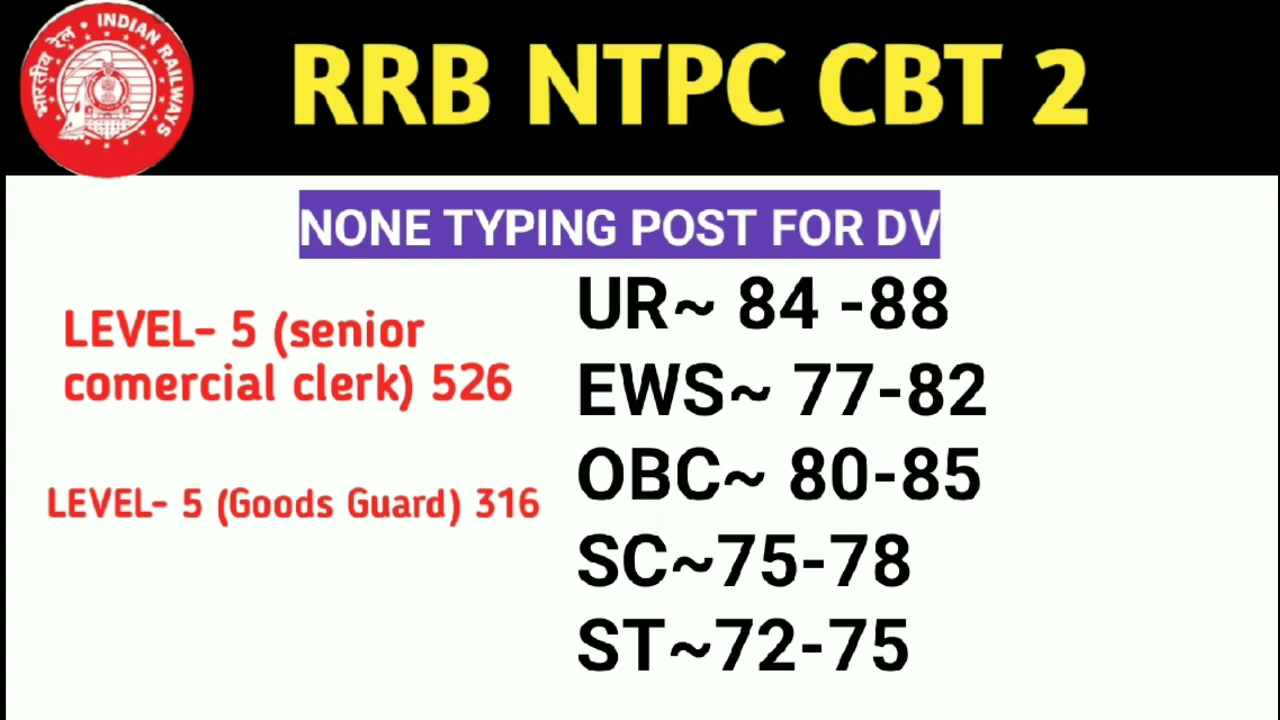 भारतीय रेल • INDIAN RAILWAYS
RRB NTPC CBT 2
NONE TYPING POST FOR DV
LEVEL- 5 (senior
comercial clerk) 526
LEVEL- 5 (Goods Guard) 316
UR~ 84 -88
EWS~ 77-82
OBC~ 80-85
SC~75-78
ST~72-75